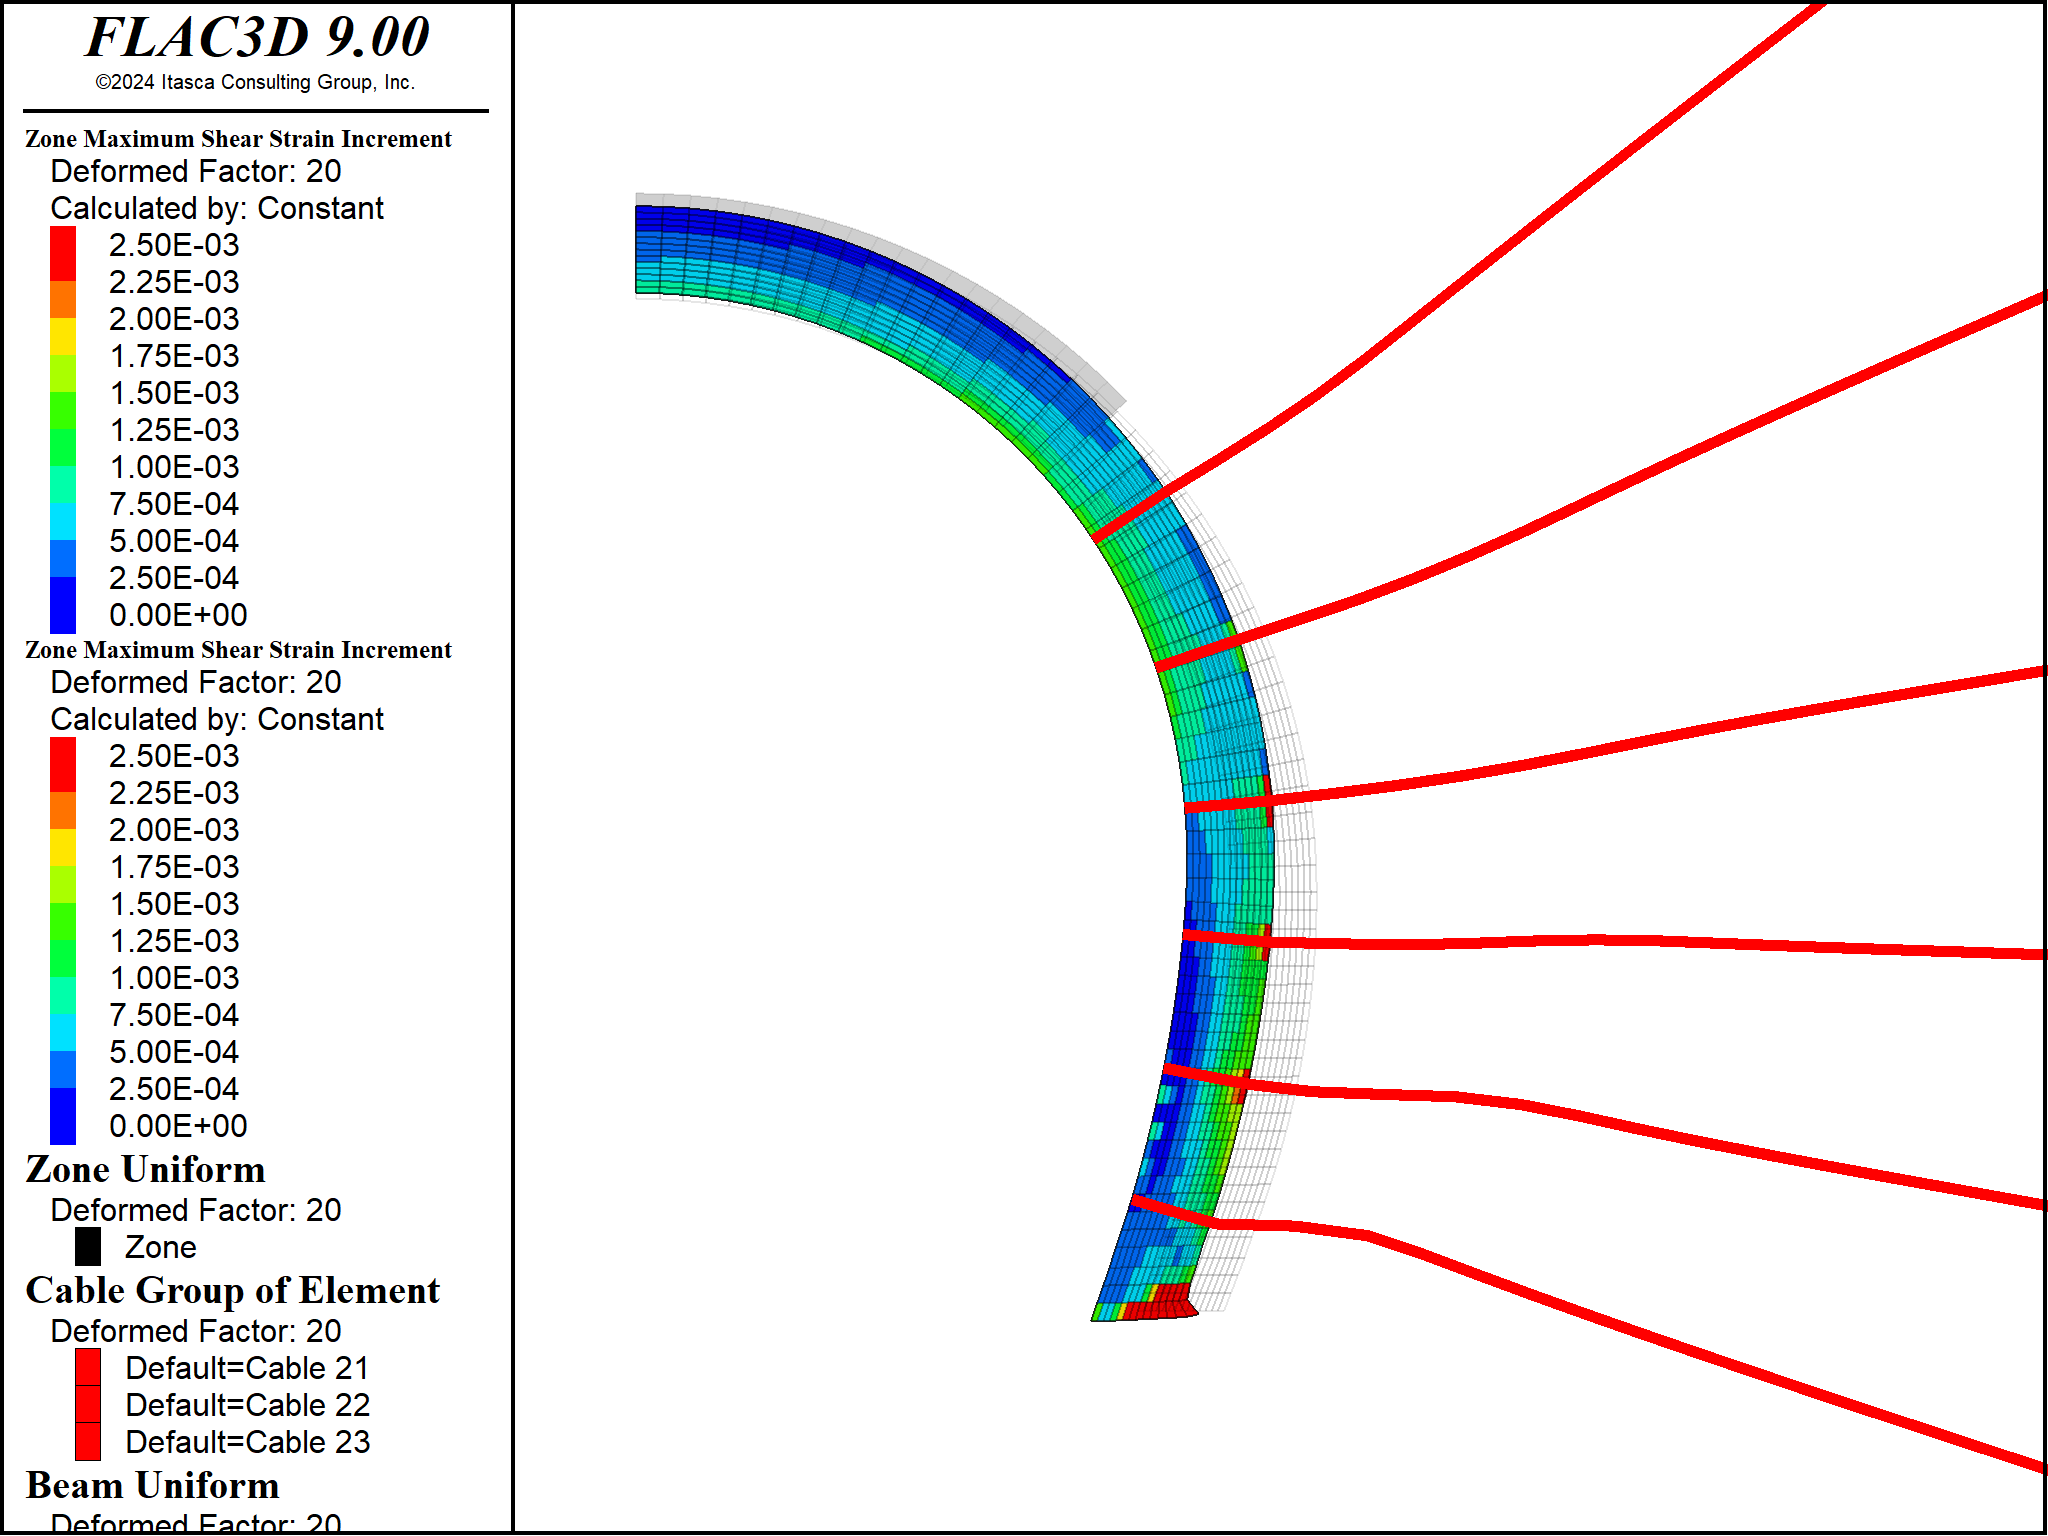 FLAC3D 9.00
©2024 Itasca Consulting Group, Inc.
Zone Maximum Shear Strain Increment
Deformed Factor: 20
Calculated by: Constant
2.50E-03
2.25E-03
2.00E-03
1.75E-03
1.50E-03
1.25E-03
1.00E-03
7.50E-04
5.00E-04
2.50E-04
0.00E+00
Zone Maximum Shear Strain Increment
Deformed Factor: 20
Calculated by: Constant
2.50E-03
2.25E-03
2.00E-03
1.75E-03
1.50E-03
1.25E-03
1.00E-03
7.50E-04
5.00E-04
2.50E-04
0.00E+00
Zone Uniform
Deformed Factor: 20
Zone
Cable Group of Element
Deformed Factor: 20
Default=Cable 21
Default=Cable 22
Default=Cable 23
Beam Uniform
Deformed Factor: 20